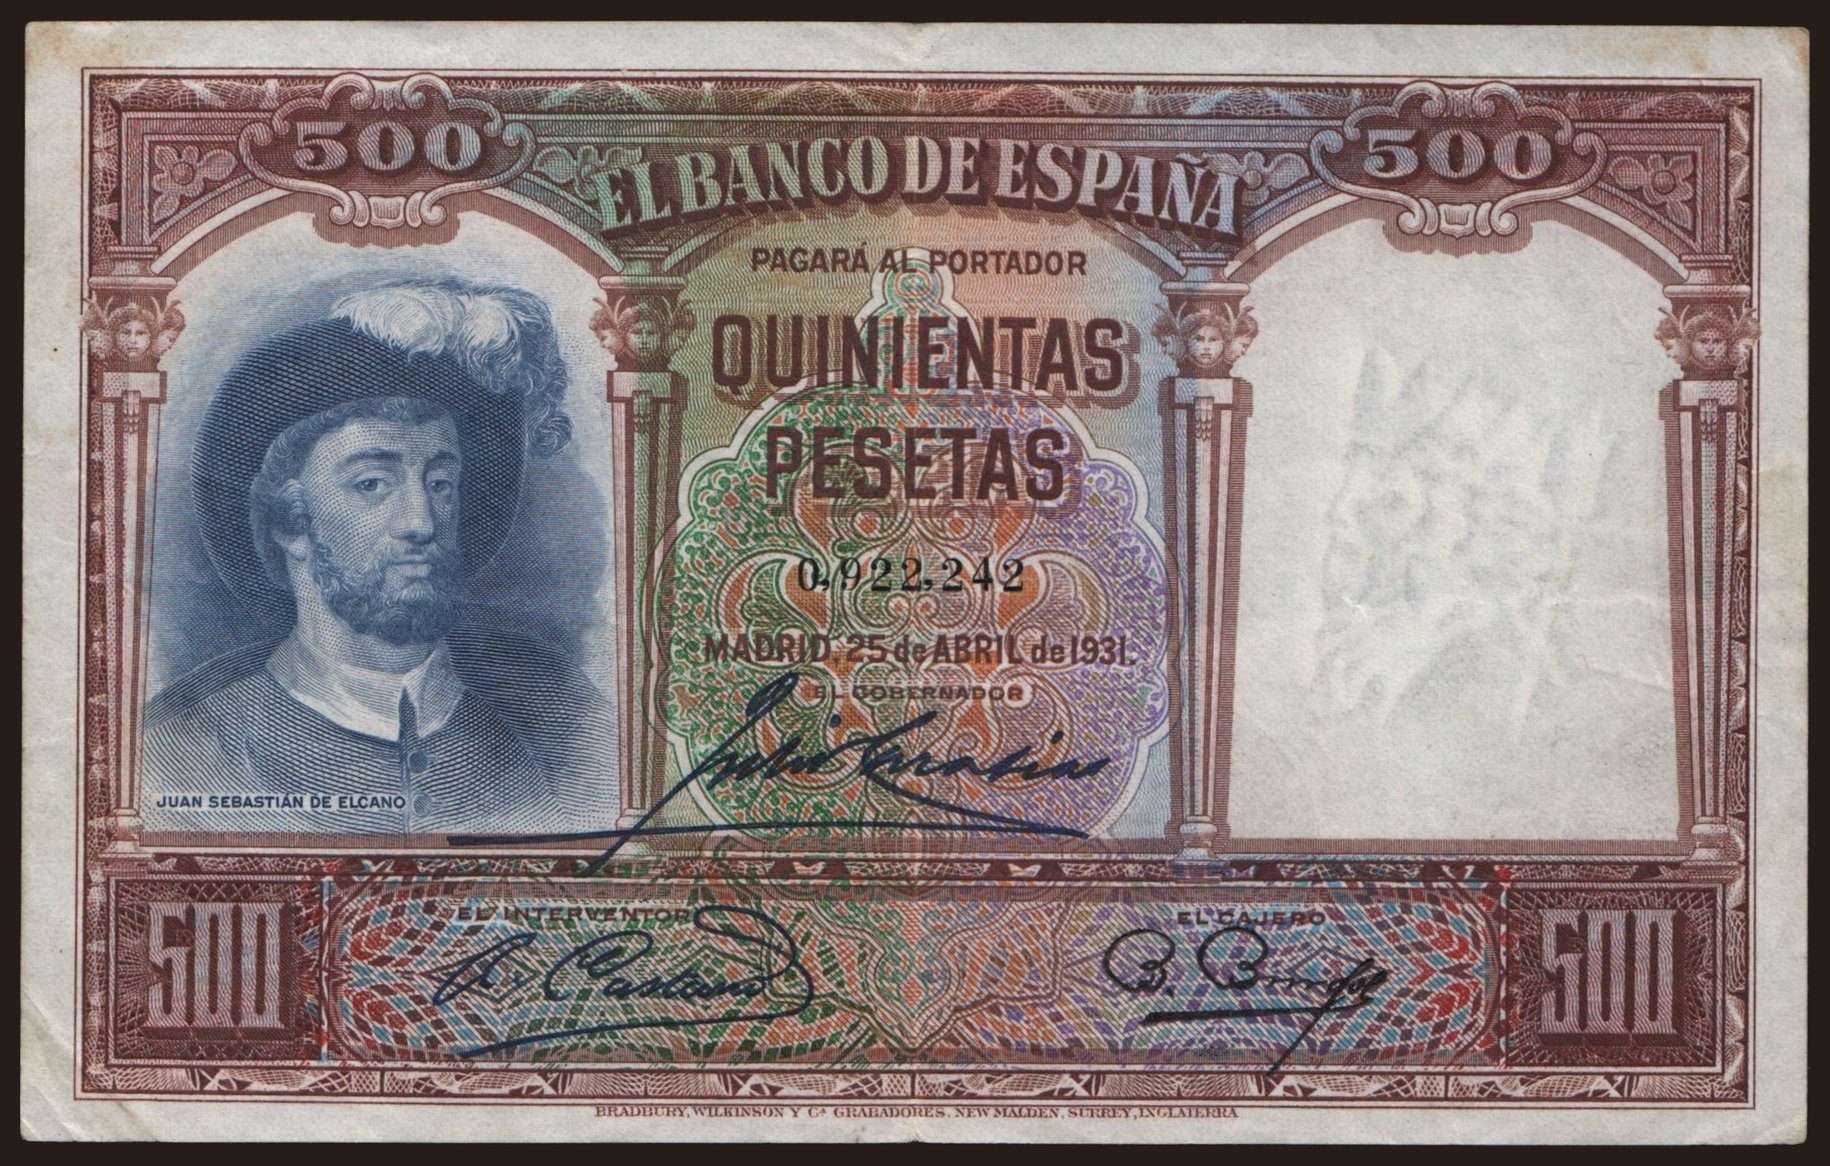 500 500
EL BANCO DE ESPAÑA
PAGARÁ AL PORTADOR
QUINIENTAS
PESETAS
0,922,242
MADRID, 25 de ABRIL de 1931.
EL GOBERNADOR
JUAN SEBASTIÁN DE ELCANO
EL INTERVENTOR EL CAJERO
500 500
BRADBURY, WILKINSON Y Cª GRABADORES, NEW MALDEN, SURREY, INGLATERRA